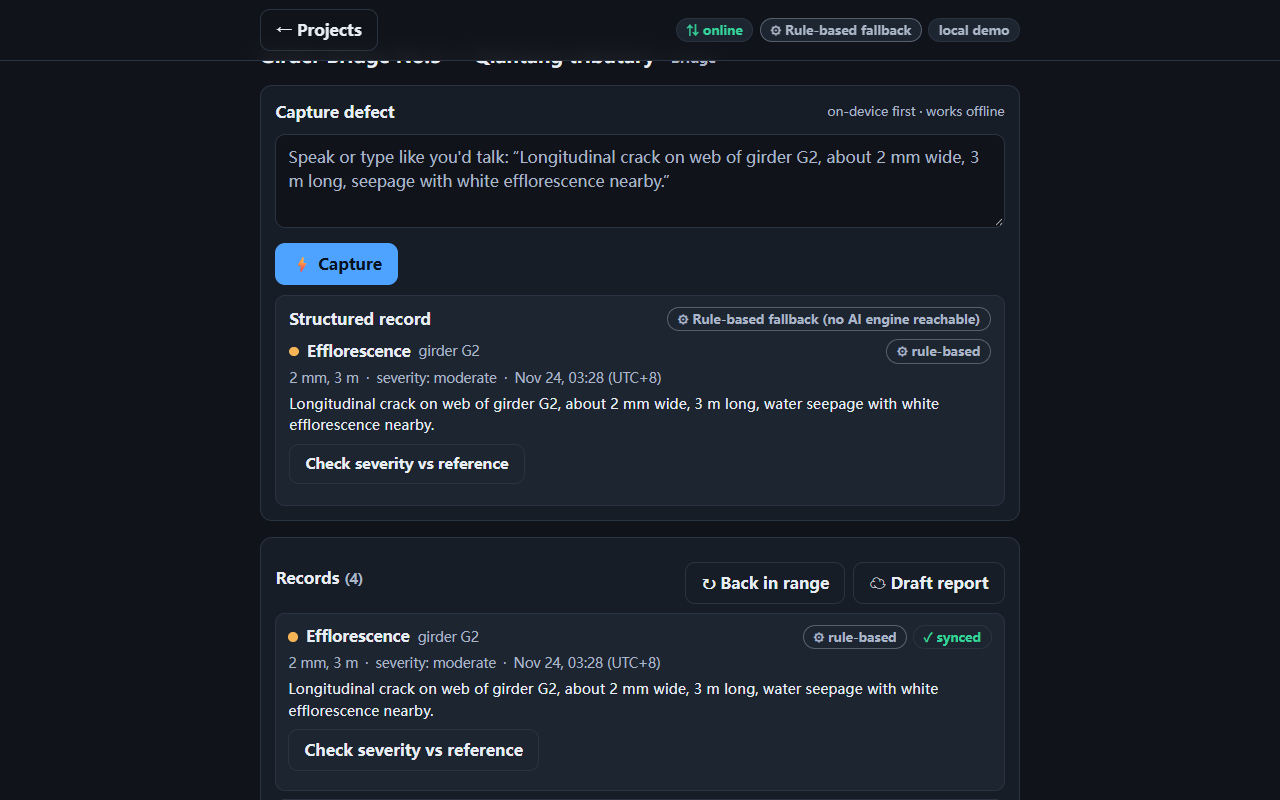 ← Projects
⇅ online
⚙ Rule-based fallback
local demo
Capture defect
on-device first · works offline
Speak or type like you'd talk: “Longitudinal crack on web of girder G2, about 2 mm wide, 3
m long, seepage with white efflorescence nearby.”
⚡ Capture
Structured record
⚙ Rule-based fallback (no AI engine reachable)
Efflorescence girder G2
⚙ rule-based
2 mm, 3 m · severity: moderate · Nov 24, 03:28 (UTC+8)
Longitudinal crack on web of girder G2, about 2 mm wide, 3 m long, water seepage with white
efflorescence nearby.
Check severity vs reference
Records (4)
↻ Back in range
Draft report
Efflorescence girder G2
⚙ rule-based
✓ synced
2 mm, 3 m · severity: moderate · Nov 24, 03:28 (UTC+8)
Longitudinal crack on web of girder G2, about 2 mm wide, 3 m long, water seepage with white
efflorescence nearby.
Check severity vs reference